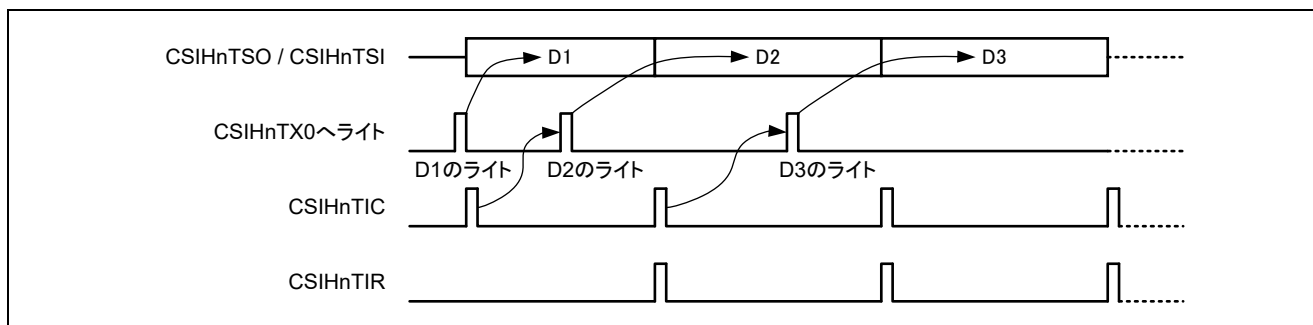 CSIHnTSO / CSIHnTSI
D1
D2
D3
CSIHnTX0へライト
D1のライト
D2のライト
D3のライト
CSIHnTIC
CSIHnTIR